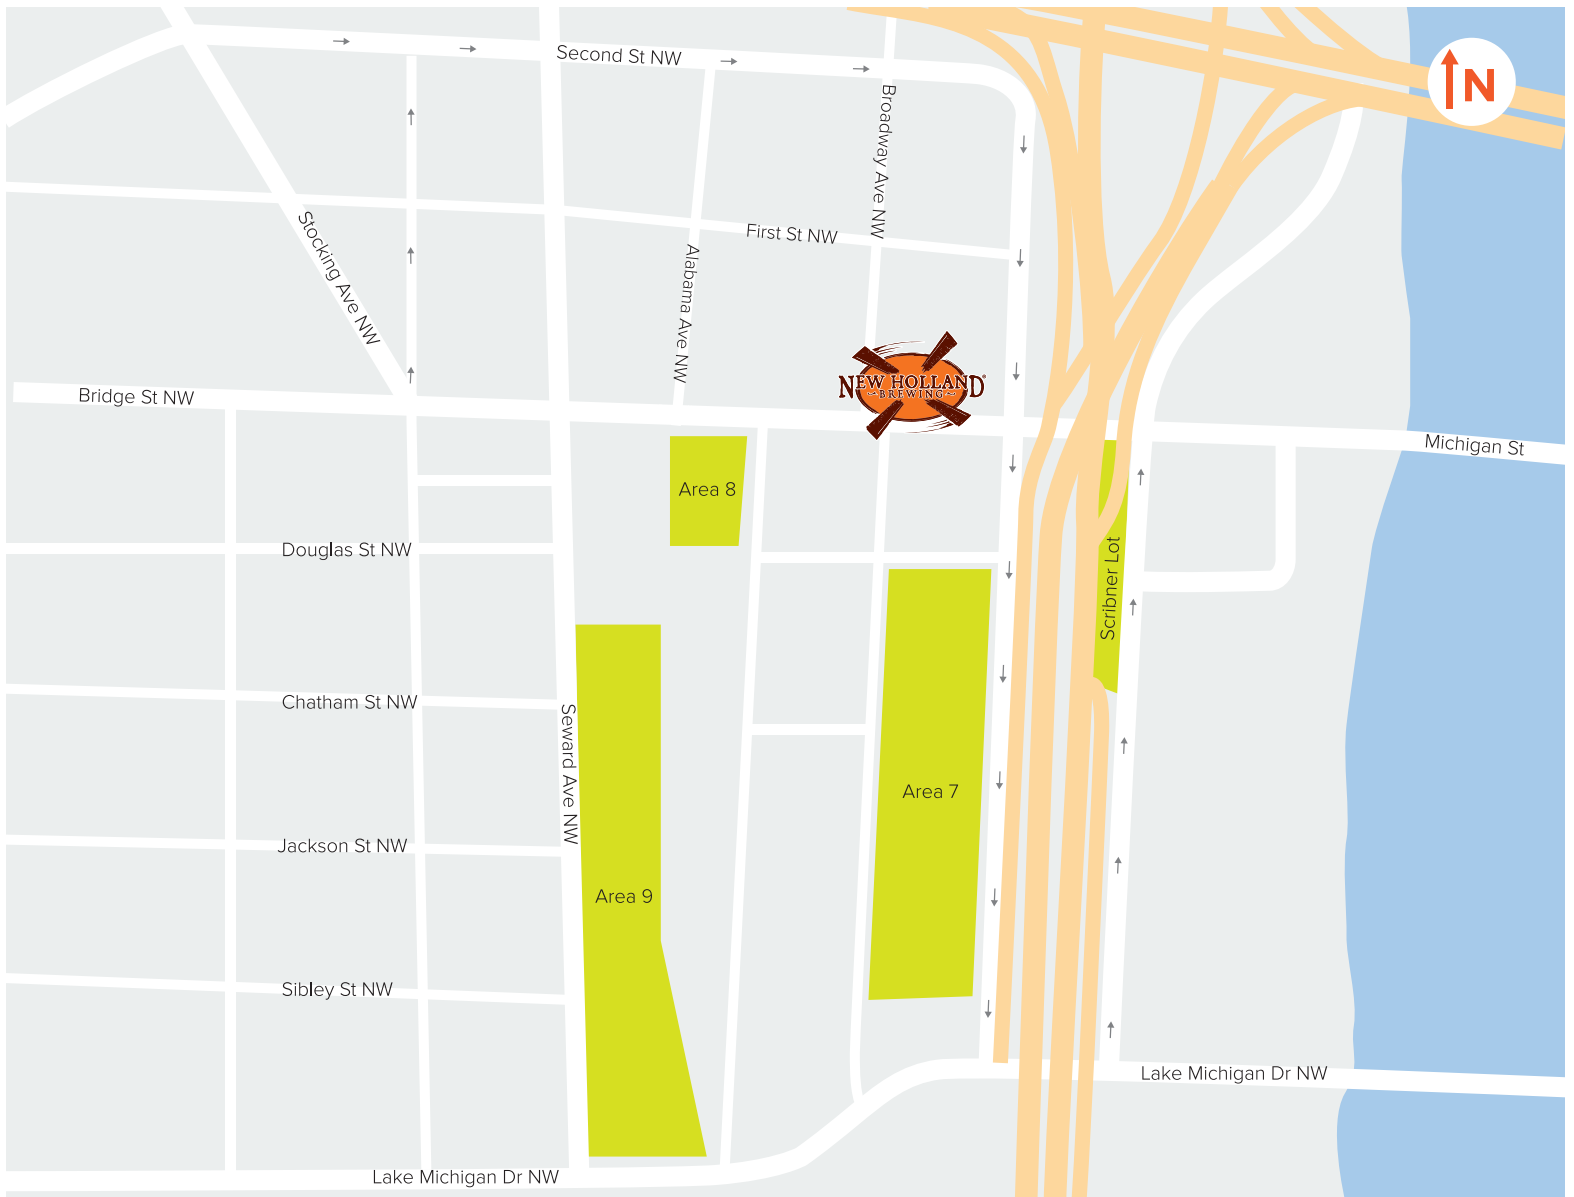 Second St NW
N
Broadway Ave NW
First St NW
Stocking Ave NW
Alabama Ave NW
NEW HOLLAND®
~BREWING~
Bridge St NW
Michigan St
Area 8
Douglas St NW
Scribner Lot
Chatham St NW
Seward Ave NW
Area 7
Jackson St NW
Area 9
Sibley St NW
Lake Michigan Dr NW
Lake Michigan Dr NW